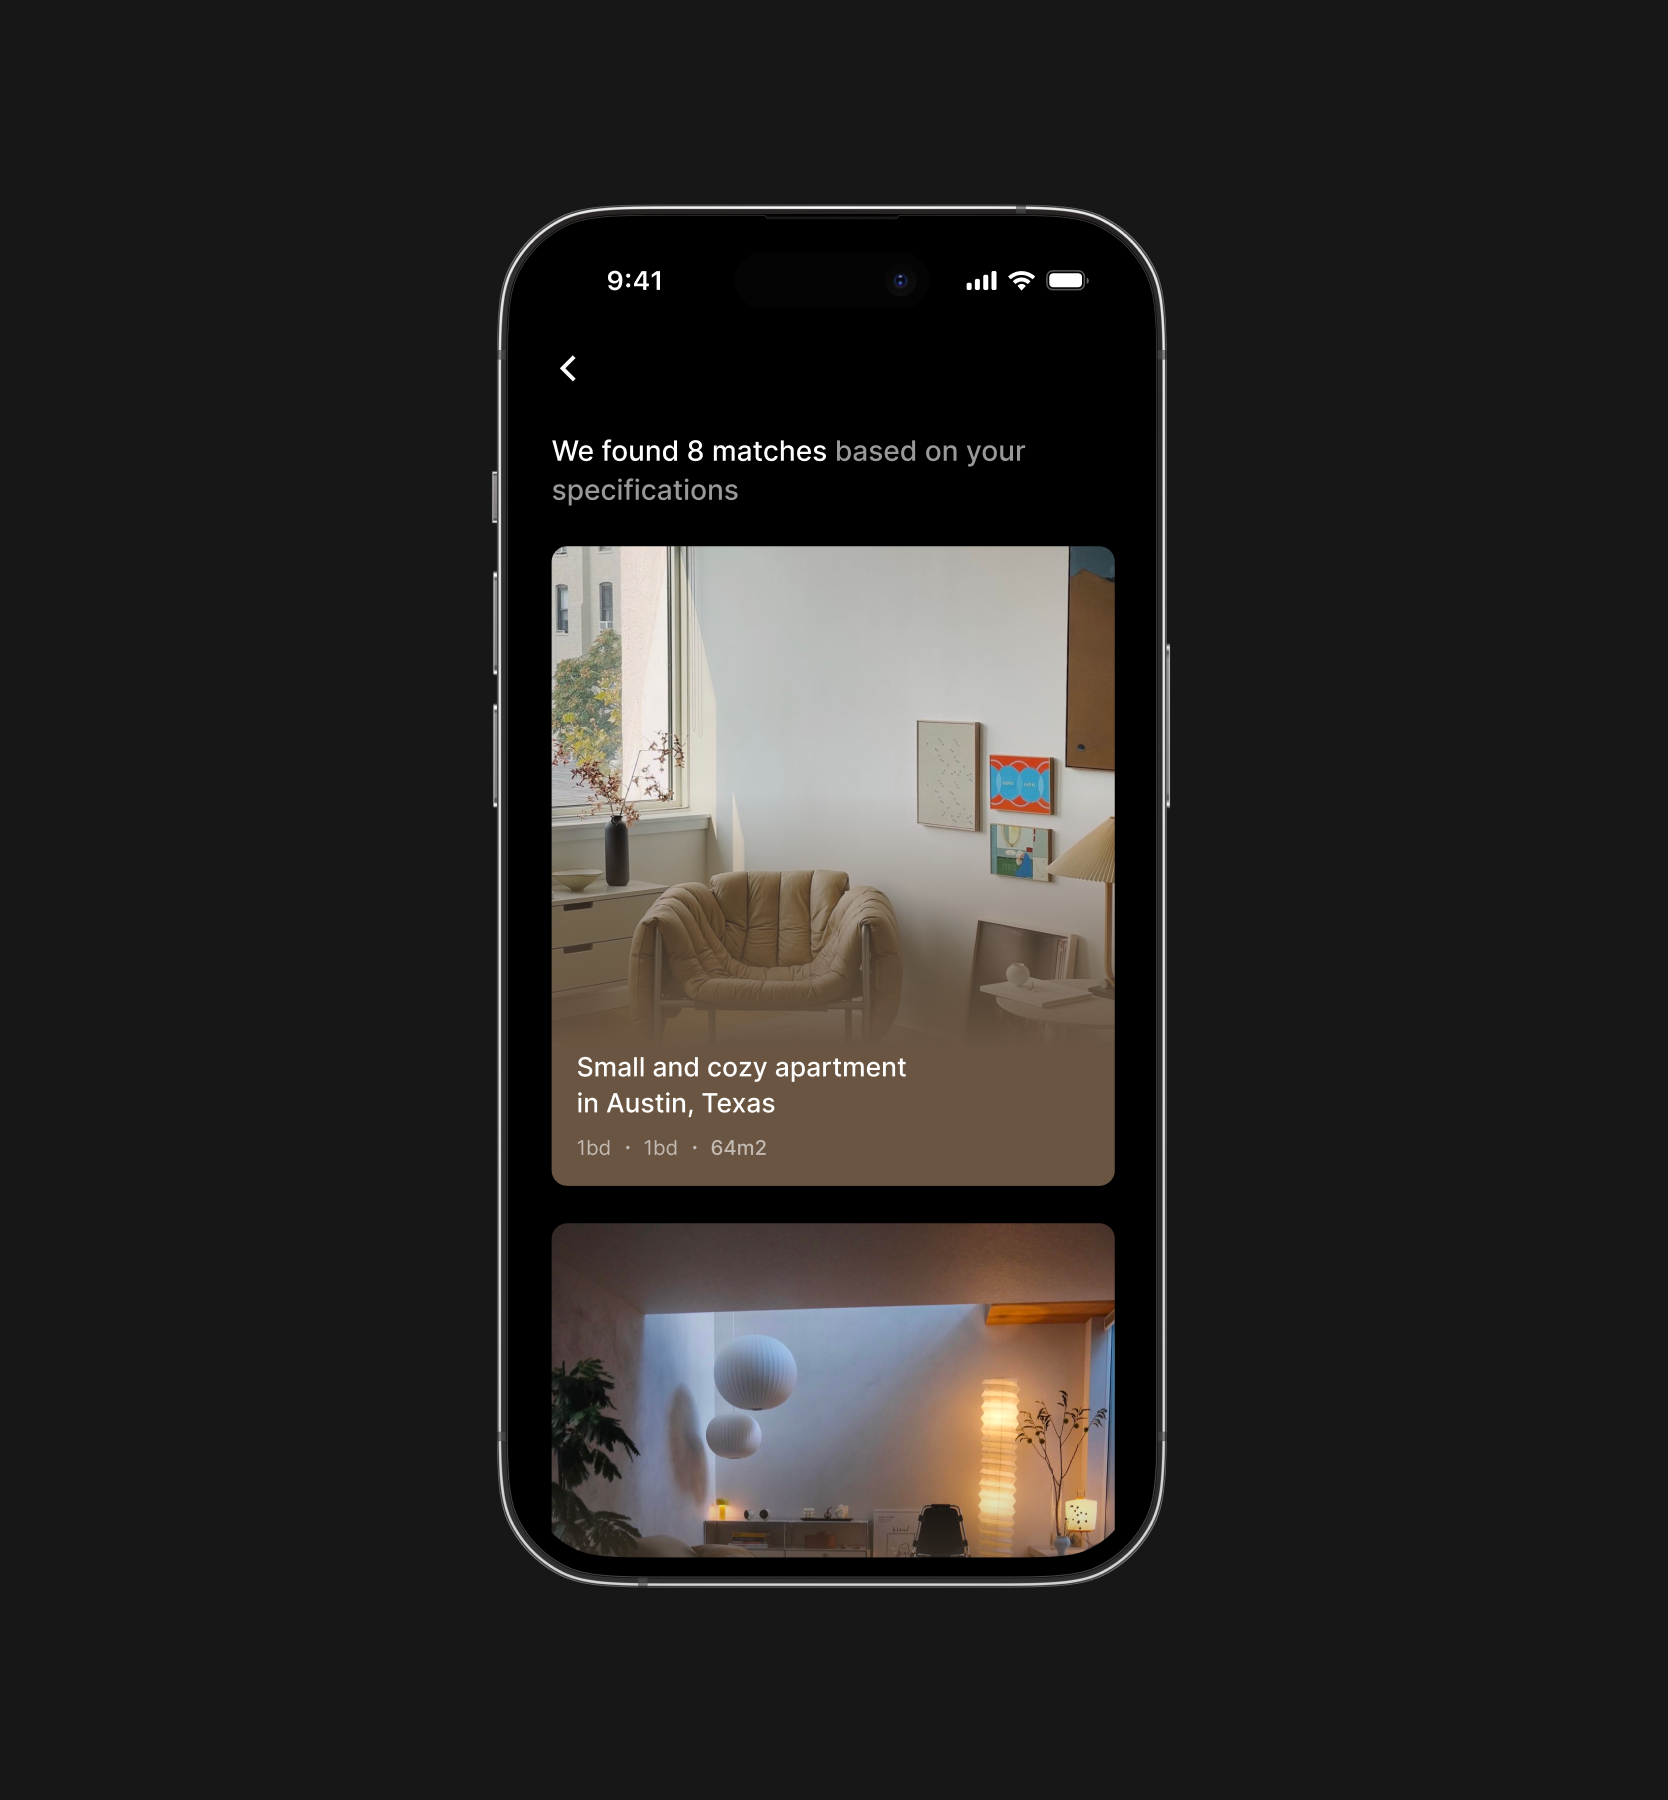 9:41
We found 8 matches based on your
specifications
Small and cozy apartment
in Austin, Texas
1bd · 1bd · 64m2